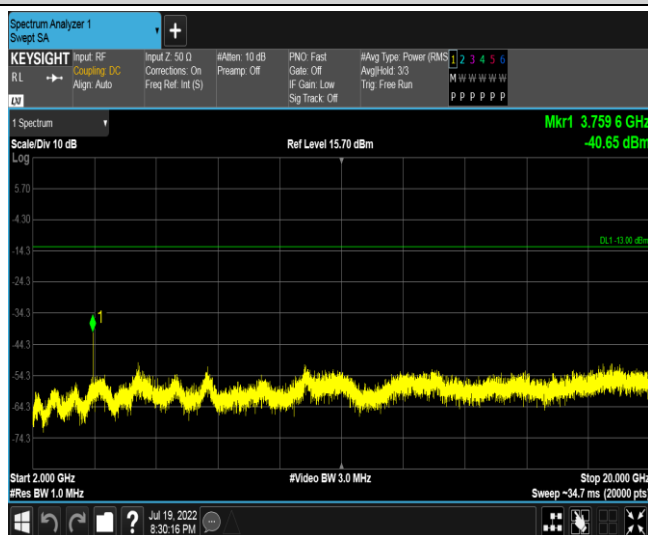 Spectrum Analyzer 1
Swept SA
+
KEYSIGHT
RL
LXI
Input: RF
Coupling: DC
Align: Auto
Input Z: 50 Ω
Corrections: On
Freq Ref: Int (S)
#Atten: 10 dB
Preamp: Off
PNO: Fast
Gate: Off
IF Gain: Low
Sig Track: Off
#Avg Type: Power (RMS
Avg|Hold: 3/3
Trig: Free Run
1 2 3 4 5 6
M W W W W W
P P P P P P
1 Spectrum
Mkr1 3.759 6 GHz
-40.65 dBm
Scale/Div 10 dB
Ref Level 15.70 dBm
Log
5.70
-4.30
DL1 -13.00 dBm
-14.3
-24.3
-34.3
1
-44.3
-54.3
-64.3
-74.3
Start 2.000 GHz
#Video BW 3.0 MHz
Stop 20.000 GHz
#Res BW 1.0 MHz
Sweep ~34.7 ms (20000 pts)
?
Jul 19, 2022
8:30:16 PM